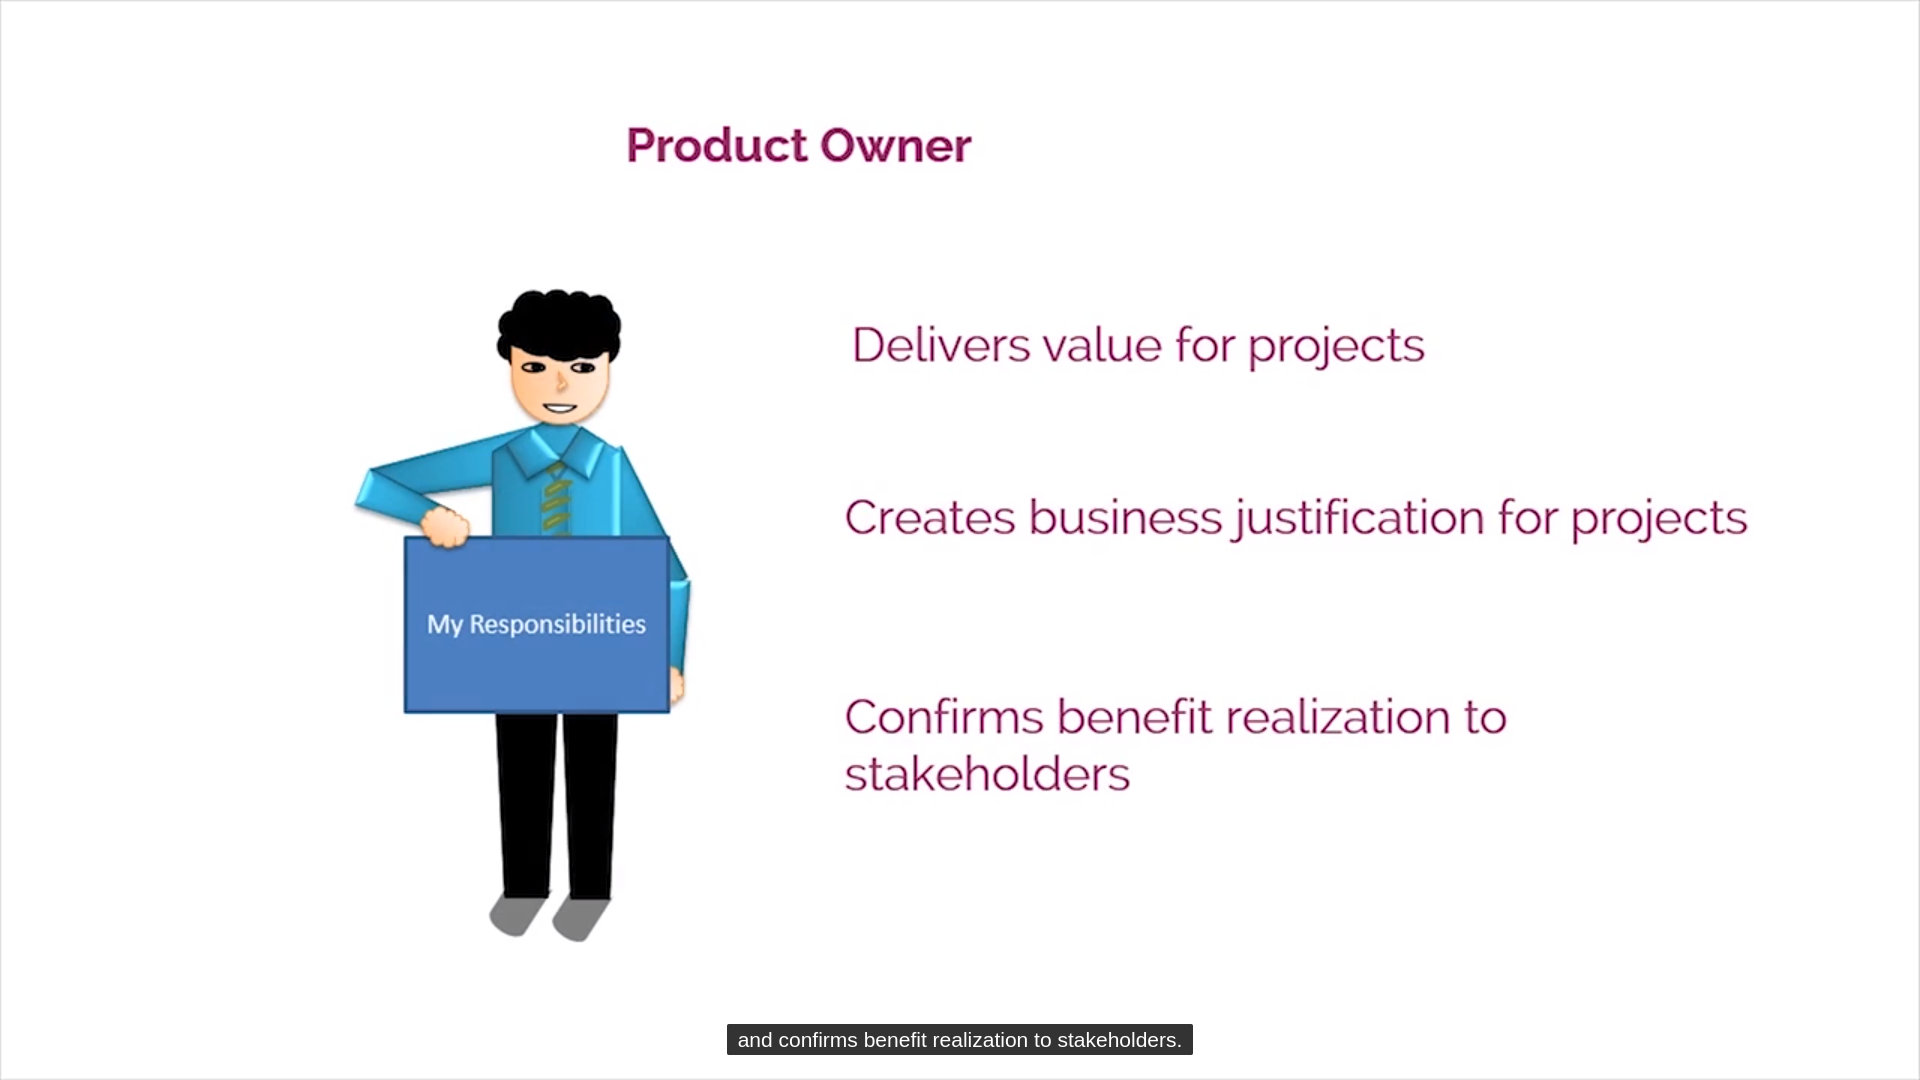 Product Owner
Delivers value for projects
Creates business justification for projects
My Responsibilities
Confirms benefit realization to
stakeholders
and confirms benefit realization to stakeholders.